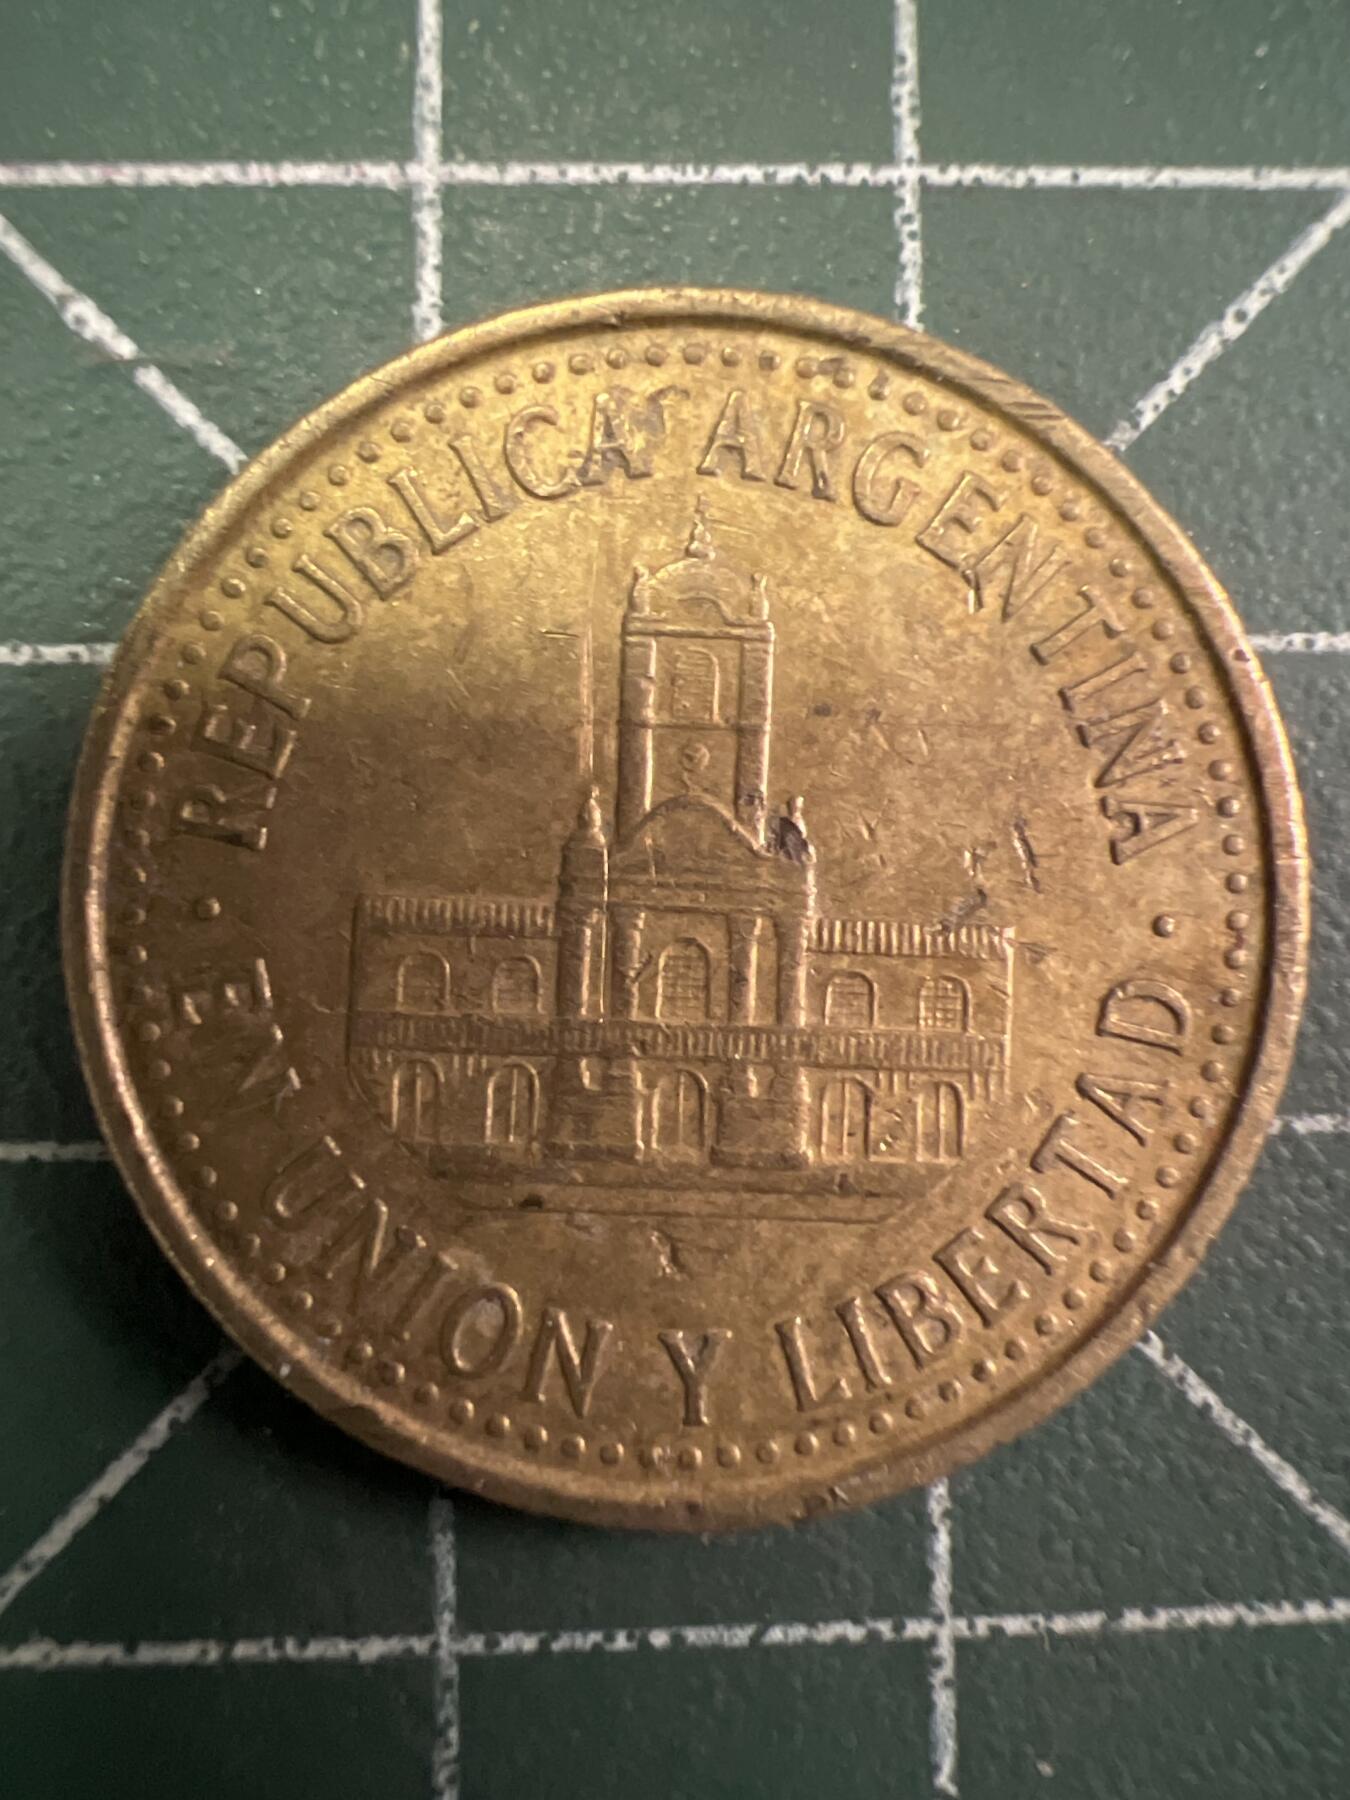 REPUBLICA ARGENTINA
· EN UNION Y LIBERTAD ·